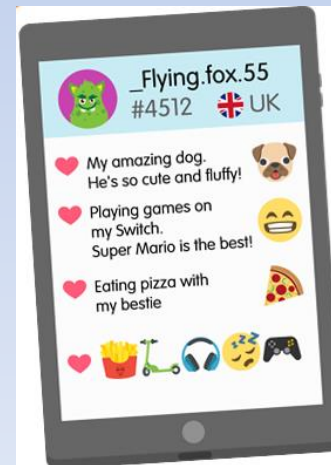 _Flying.fox.55
#4512 UK
My amazing dog.
He's so cute and fluffy!
Playing games on
my Switch.
Super Mario is the best!
Eating pizza with
my bestie